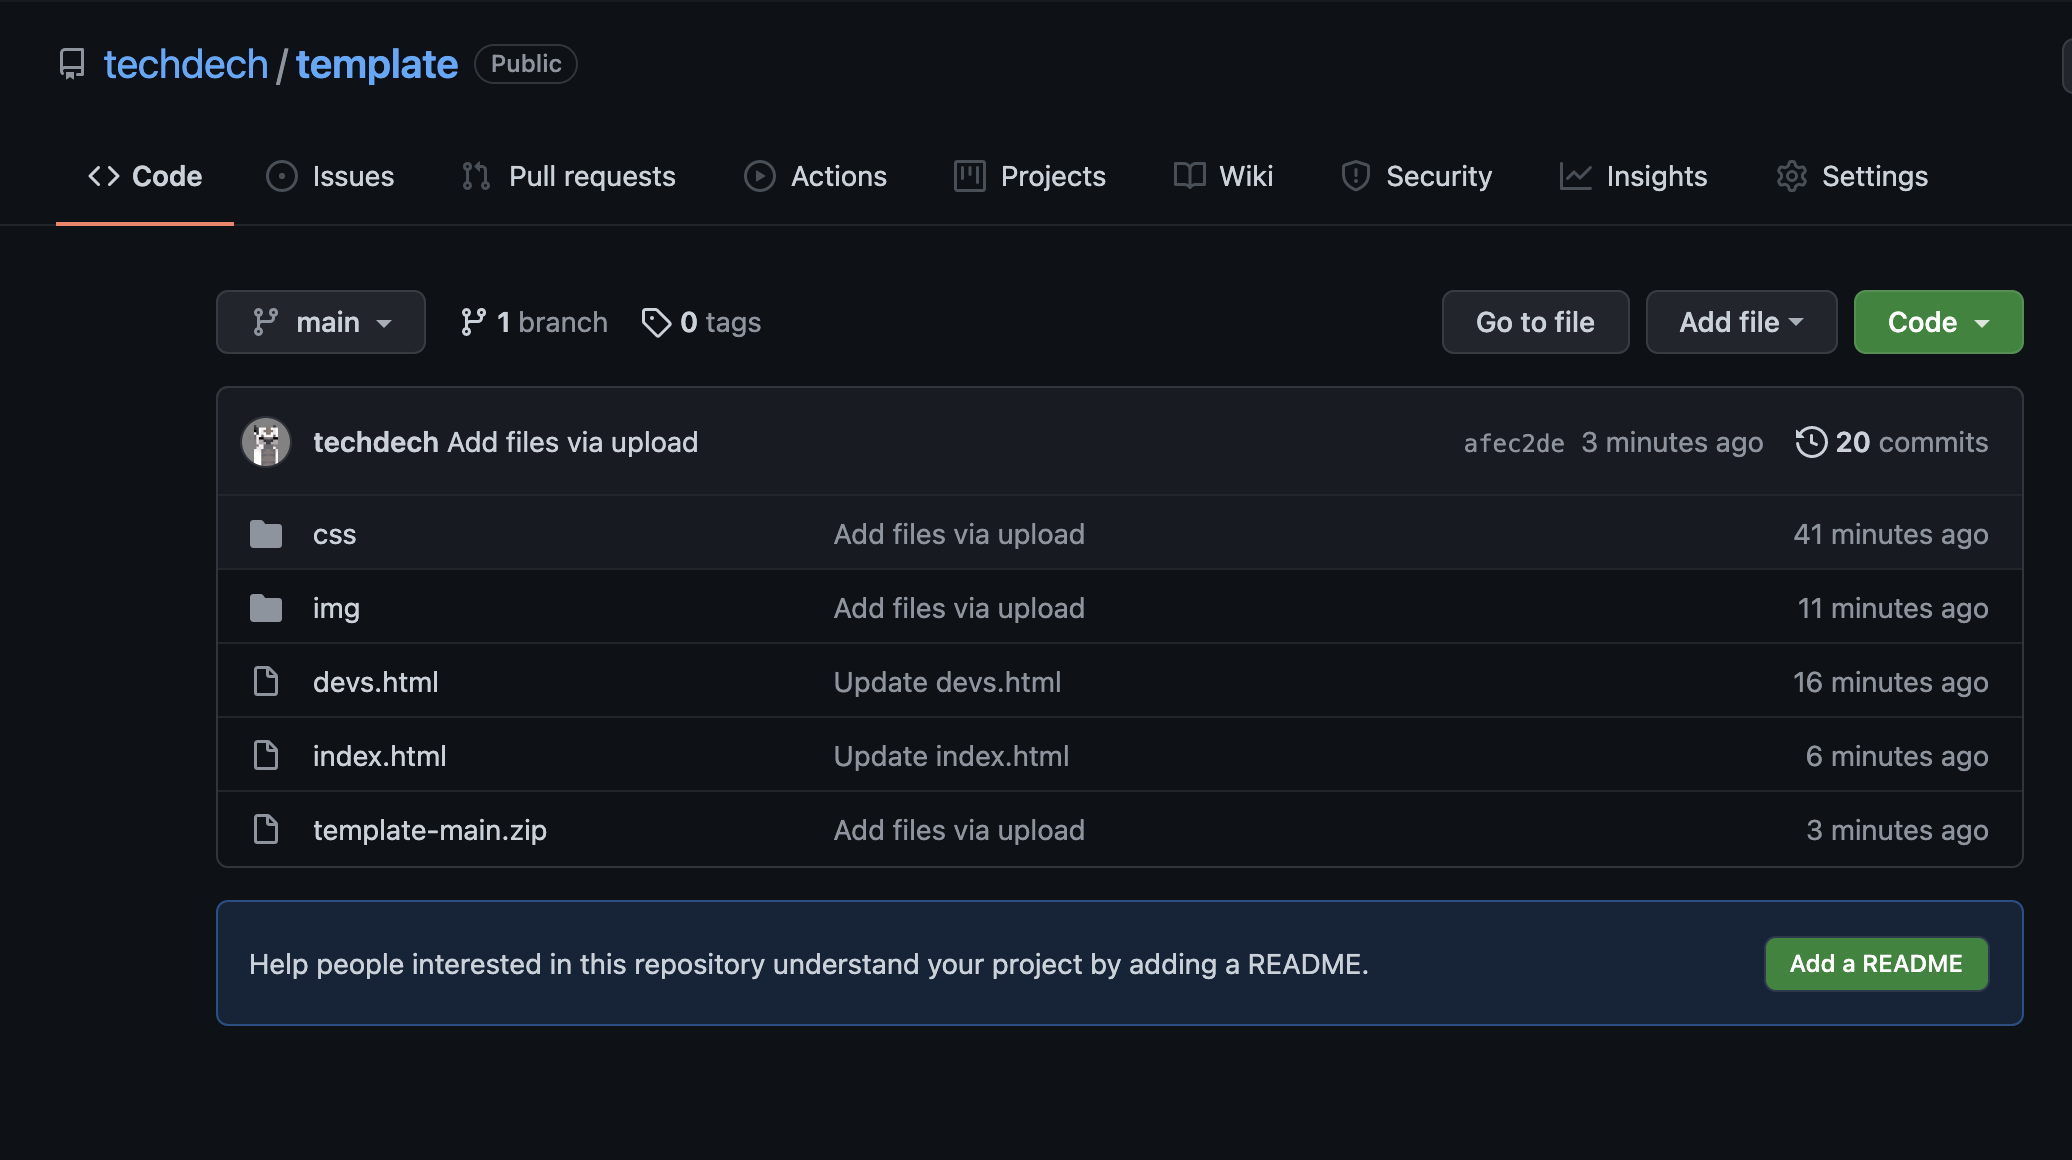 techdech / template Public
Code Issues Pull requests Actions Projects Wiki Security Insights Settings
main 1 branch 0 tags Go to file Add file Code
techdech Add files via upload afec2de 3 minutes ago 20 commits
css Add files via upload 41 minutes ago
img Add files via upload 11 minutes ago
devs.html Update devs.html 16 minutes ago
index.html Update index.html 6 minutes ago
template-main.zip Add files via upload 3 minutes ago
Help people interested in this repository understand your project by adding a README. Add a README